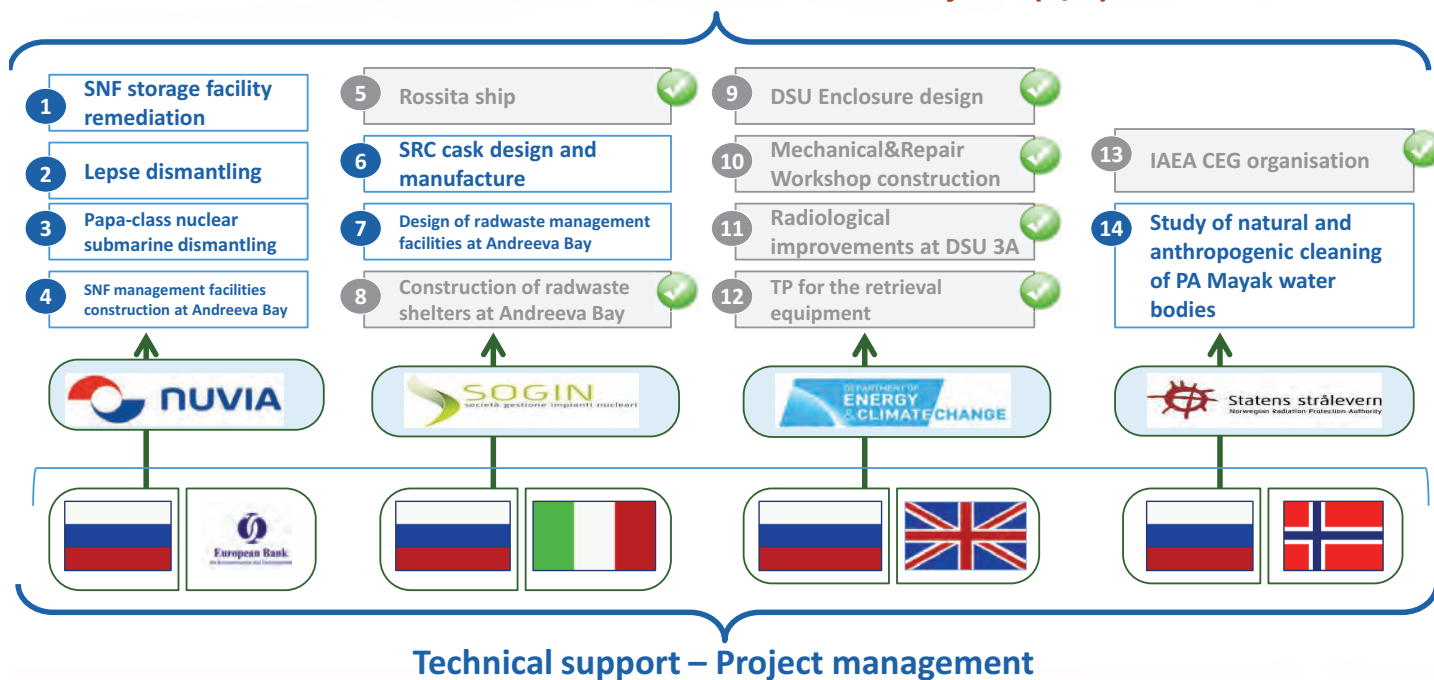 1
SNF storage facility
remediation
2
Lepse dismantling
3
Papa-class nuclear
submarine dismantling
4
SNF management facilities
construction at Andreeva Bay
5
Rossita ship
6
SRC cask design and
manufacture
7
Design of radwaste management
facilities at Andreeva Bay
8
Construction of radwaste
shelters at Andreeva Bay
9
DSU Enclosure design
10
Mechanical&Repair
Workshop construction
11
Radiological
improvements at DSU 3A
12
TP for the retrieval
equipment
13
IAEA CEG organisation
14
Study of natural and
anthropogenic cleaning
of PA Mayak water
bodies
NUVIA
SOGIN
società gestione impianti nucleari
DEPARTMENT OF
ENERGY
&CLIMATE CHANGE
Statens strålevern
Norwegian Radiation Protection Authority
European Bank
for Reconstruction and Development
Technical support – Project management